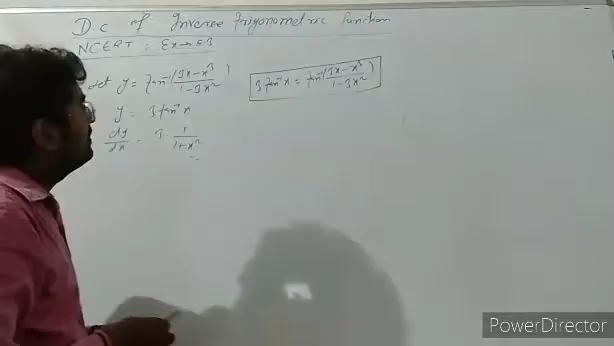 D.C of Inverse Trigonometric function
NCERT : Ex → 5.3
Let y = tan⁻¹(3x-x³/1-3x²)
3 tan⁻¹x = tan⁻¹(3x-x³/1-3x²)
y = 3 tan⁻¹ x
dy/dx = 3. 1/1+x²
PowerDirector